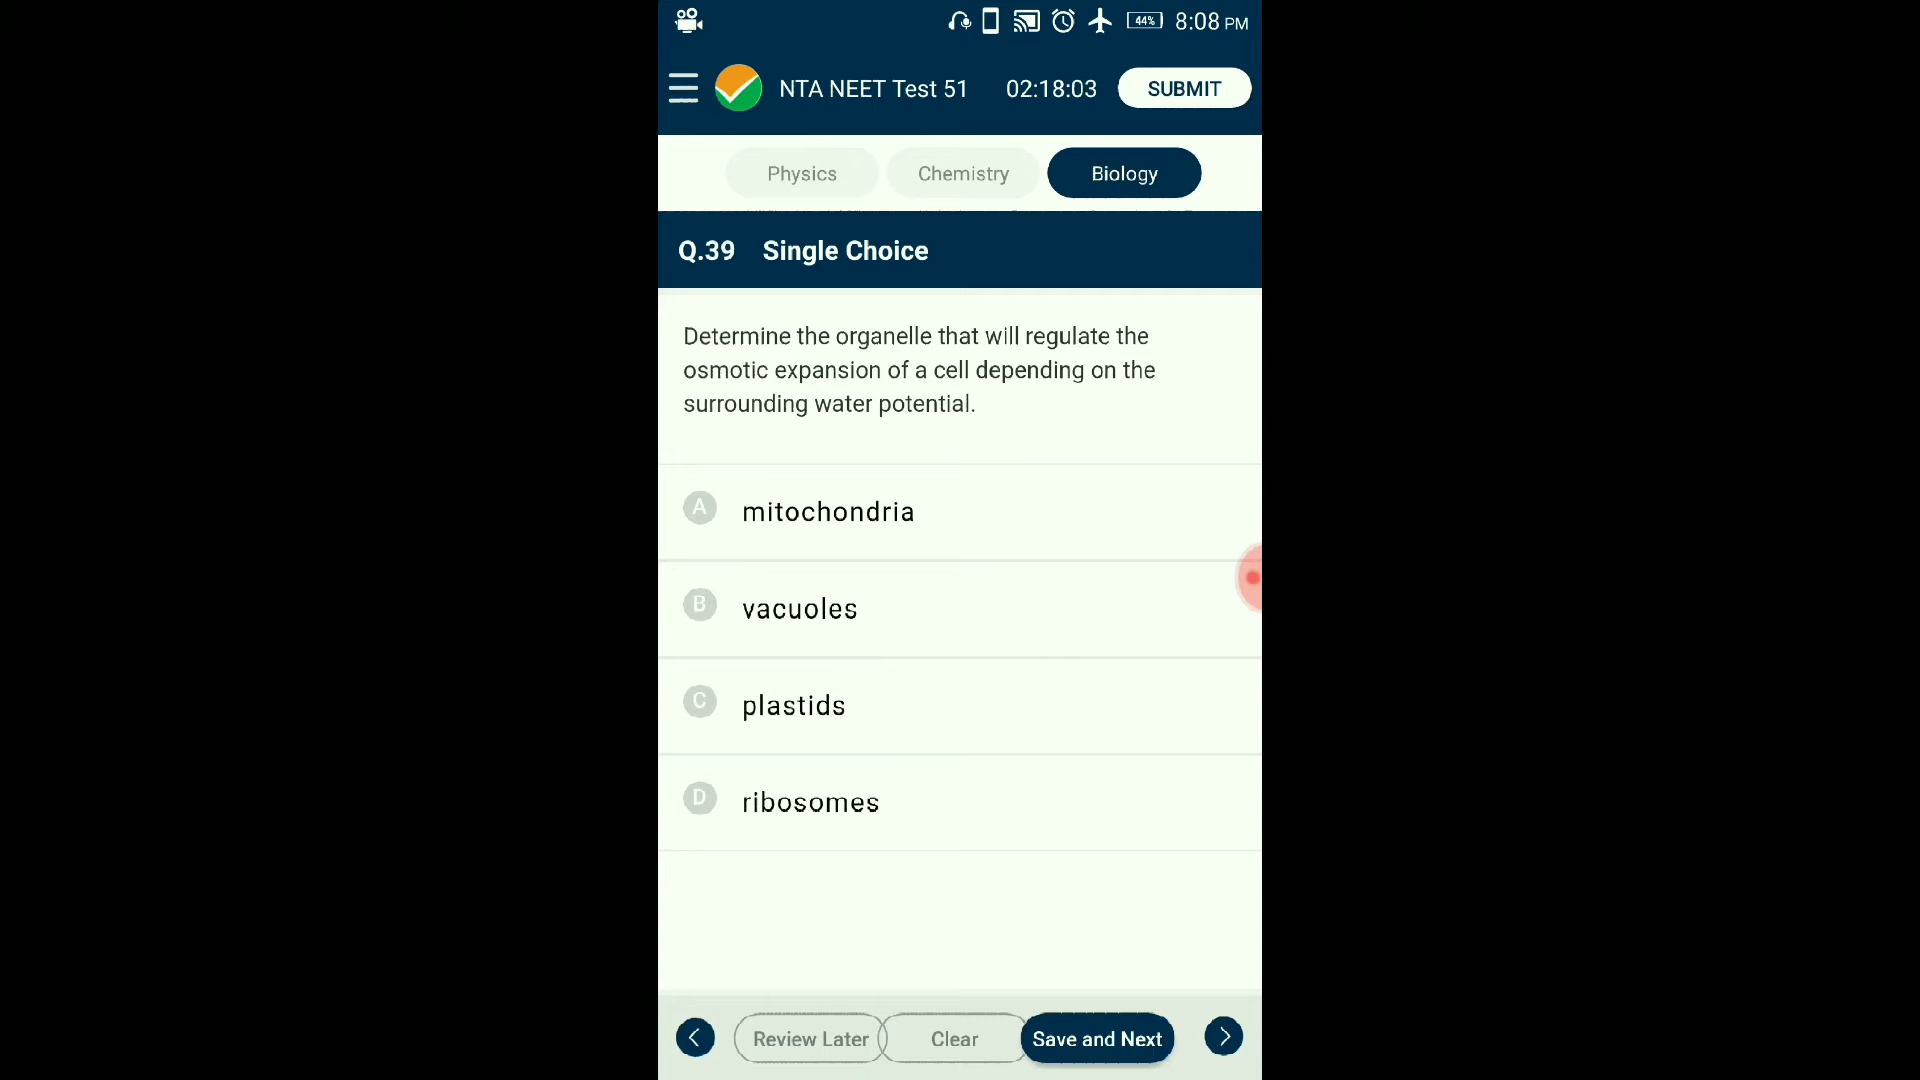 44% 8:08 PM
NTA NEET Test 51 02:18:03 SUBMIT
Physics Chemistry Biology
Q.39 Single Choice
Determine the organelle that will regulate the
osmotic expansion of a cell depending on the
surrounding water potential.
A mitochondria
B vacuoles
C plastids
D ribosomes
Review Later Clear Save and Next